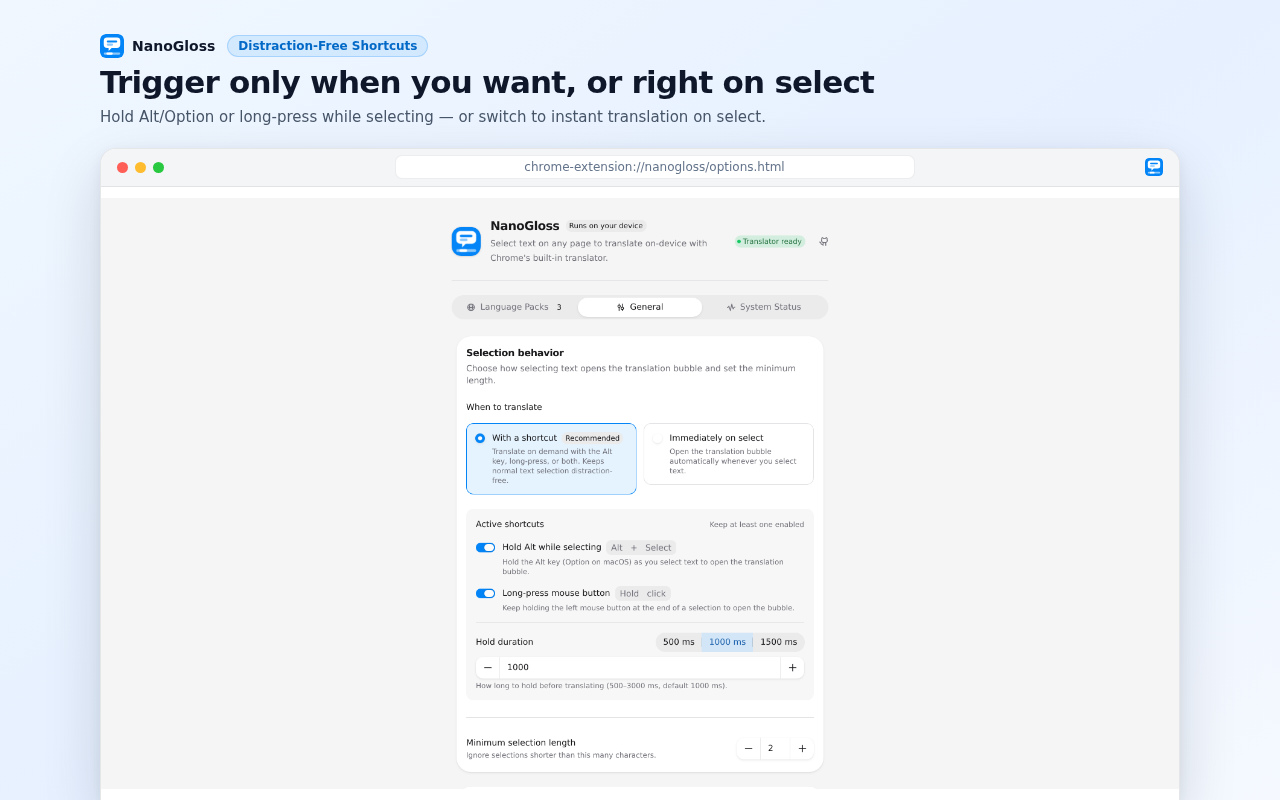 NanoGloss Distraction-Free Shortcuts
Trigger only when you want, or right on select
Hold Alt/Option or long-press while selecting — or switch to instant translation on select.
chrome-extension://nanogloss/options.html
NanoGloss Runs on your device
Select text on any page to translate on-device with
Chrome's built-in translator.
Translator ready
Language Packs 3 General System Status
Selection behavior
Choose how selecting text opens the translation bubble and set the minimum
length.
When to translate
With a shortcut Recommended
Translate on demand with the Alt
key, long-press, or both. Keeps
normal text selection distraction-
free.
Immediately on select
Open the translation bubble
automatically whenever you select
text.
Active shortcuts Keep at least one enabled
Hold Alt while selecting Alt + Select
Hold the Alt key (Option on macOS) as you select text to open the translation
bubble.
Long-press mouse button Hold click
Keep holding the left mouse button at the end of a selection to open the bubble.
Hold duration 500 ms 1000 ms 1500 ms
− 1000 +
How long to hold before translating (500–3000 ms, default 1000 ms).
Minimum selection length
Ignore selections shorter than this many characters.
− 2 +